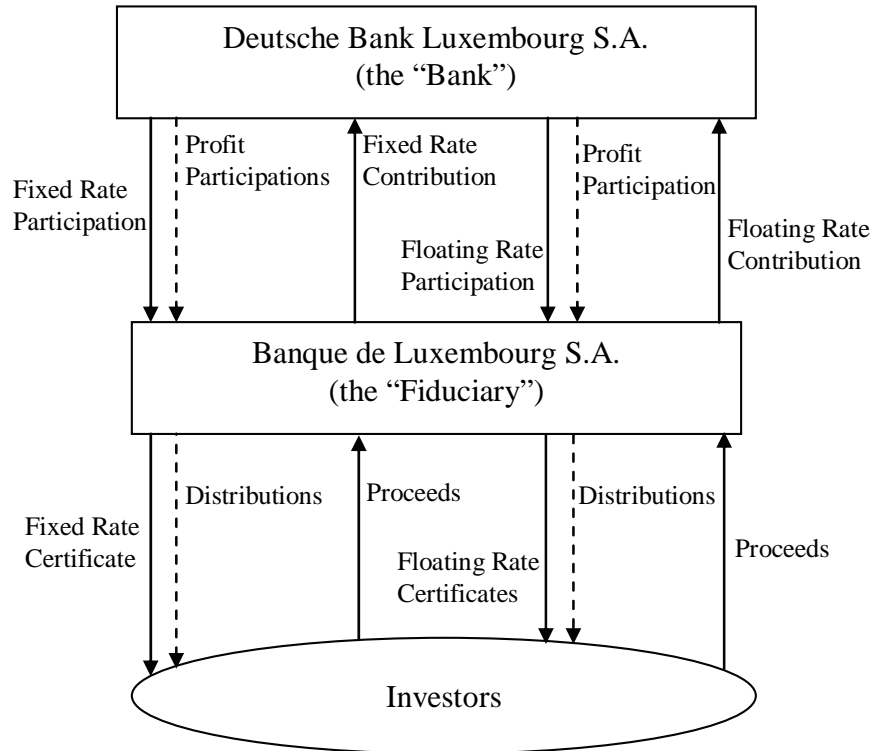 Deutsche Bank Luxembourg S.A.
(the “Bank”)
Fixed Rate
Participation
Profit
Participations
Fixed Rate
Contribution
Floating Rate
Participation
Profit
Participation
Floating Rate
Contribution
Banque de Luxembourg S.A.
(the “Fiduciary”)
Fixed Rate
Certificate
Distributions
Proceeds
Floating Rate
Certificates
Distributions
Proceeds
Investors